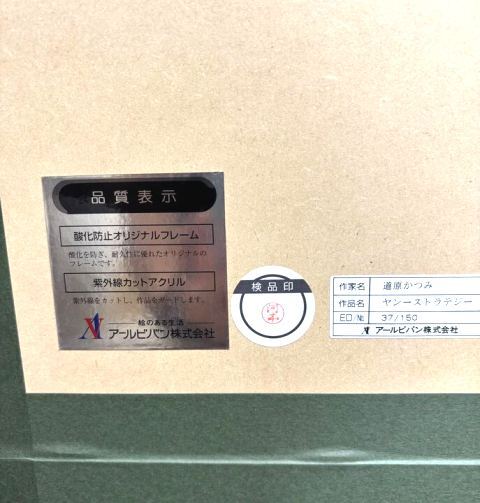 品質表示
酸化防止オリジナルフレーム
酸化を防ぎ、耐久性に優れたオリジナルの
フレームです。
紫外線カットアクリル
紫外線をカットし、作品をガードします。
絵のある生活
アールビバン株式会社
検品印
作家名 道原かつみ
作品名 ヤンーストラテジー
ED/№ 37/150
アールビバン株式会社